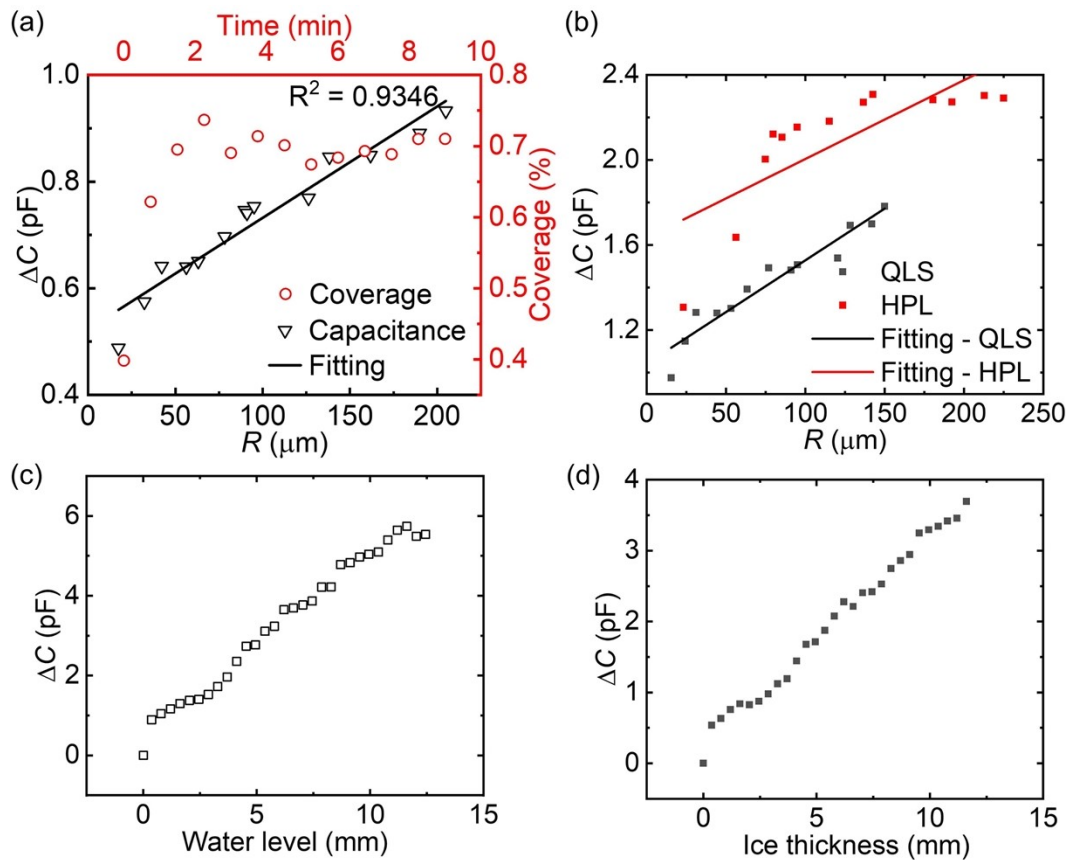 (a)
Time (min)
0 2 4 6 8 10
1.0
0.8
0.6
0.4
ΔC (pF)
R² = 0.9346
0.8
0.7
0.6
0.5
0.4
Coverage (%)
Coverage
Capacitance
Fitting
0 50 100 150 200
R (μm)
(b)
2.4
2.0
1.6
1.2
ΔC (pF)
QLS
HPL
Fitting - QLS
Fitting - HPL
0 50 100 150 200 250
R (μm)
(c)
6
4
2
0
ΔC (pF)
0 5 10 15
Water level (mm)
(d)
4
3
2
1
0
ΔC (pF)
0 5 10 15
Ice thickness (mm)